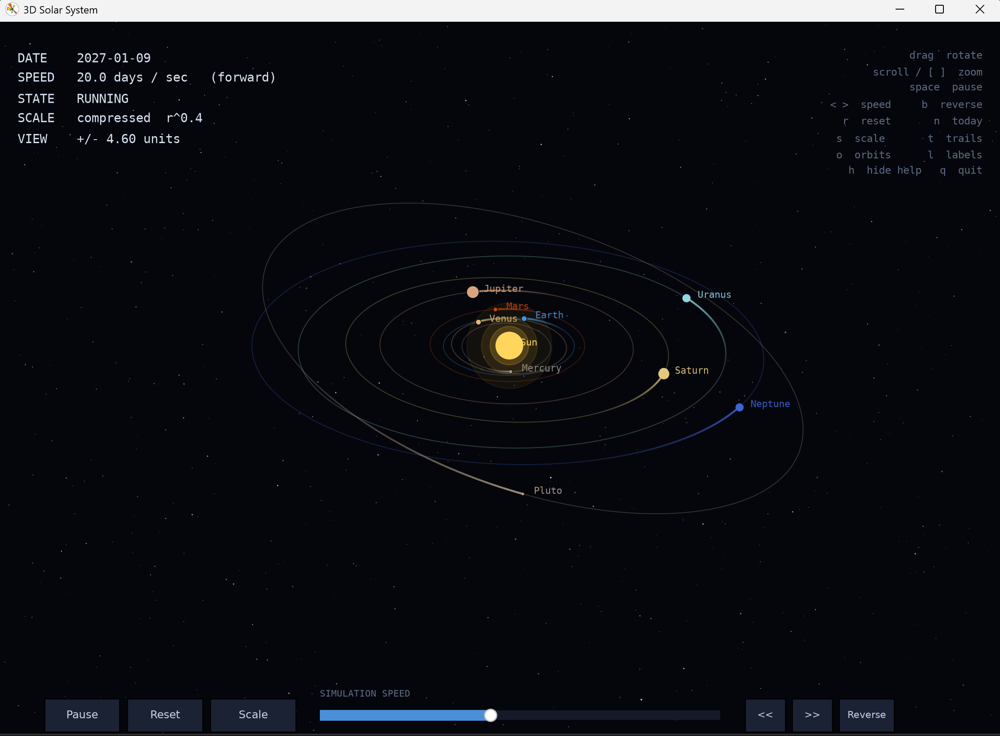 3D Solar System
DATE 2027-01-09
SPEED 20.0 days / sec (forward)
STATE RUNNING
SCALE compressed r^0.4
VIEW +/- 4.60 units
drag rotate
scroll / [ ] zoom
space pause
< > speed b reverse
r reset n today
s scale t trails
o orbits l labels
h hide help q quit
Jupiter
Uranus
Mars
Earth
Venus
Sun
Mercury
Saturn
Neptune
Pluto
SIMULATION SPEED
Pause Reset Scale << >> Reverse